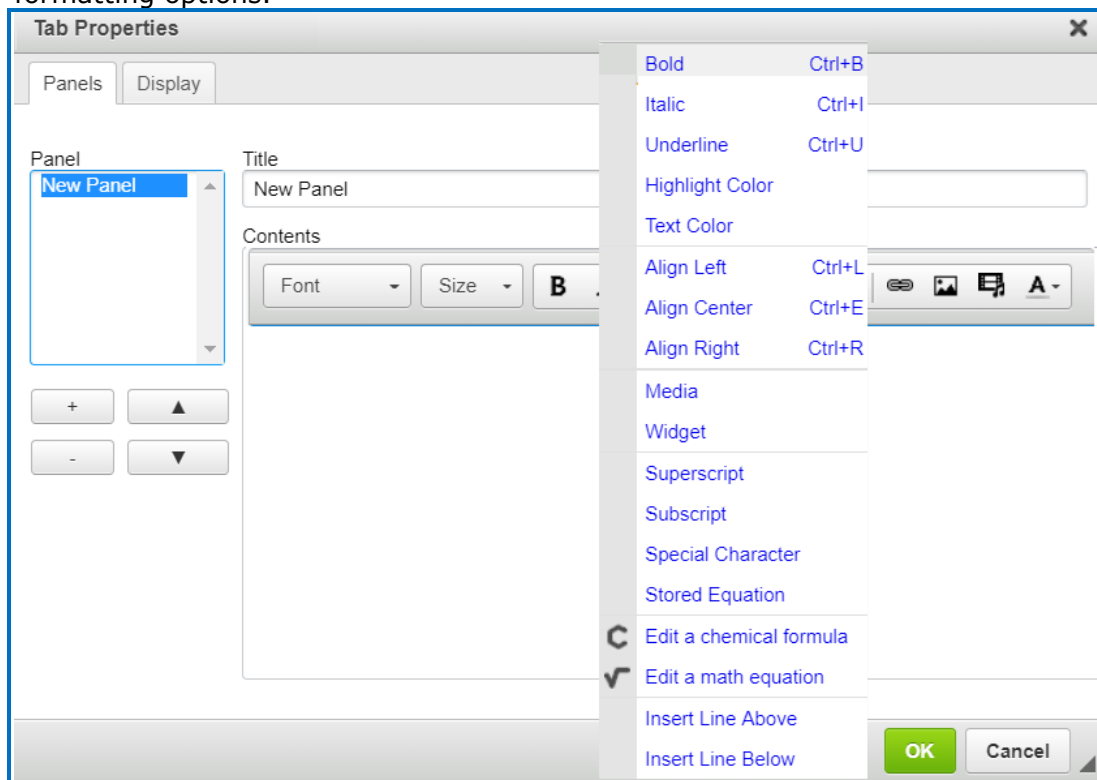 formatting options.
Tab Properties
Panels Display
Panel
New Panel
+
-
Title
New Panel
Contents
Font Size B A
Bold Ctrl+B
Italic Ctrl+I
Underline Ctrl+U
Highlight Color
Text Color
Align Left Ctrl+L
Align Center Ctrl+E
Align Right Ctrl+R
Media
Widget
Superscript
Subscript
Special Character
Stored Equation
Edit a chemical formula
Edit a math equation
Insert Line Above
Insert Line Below
OK Cancel